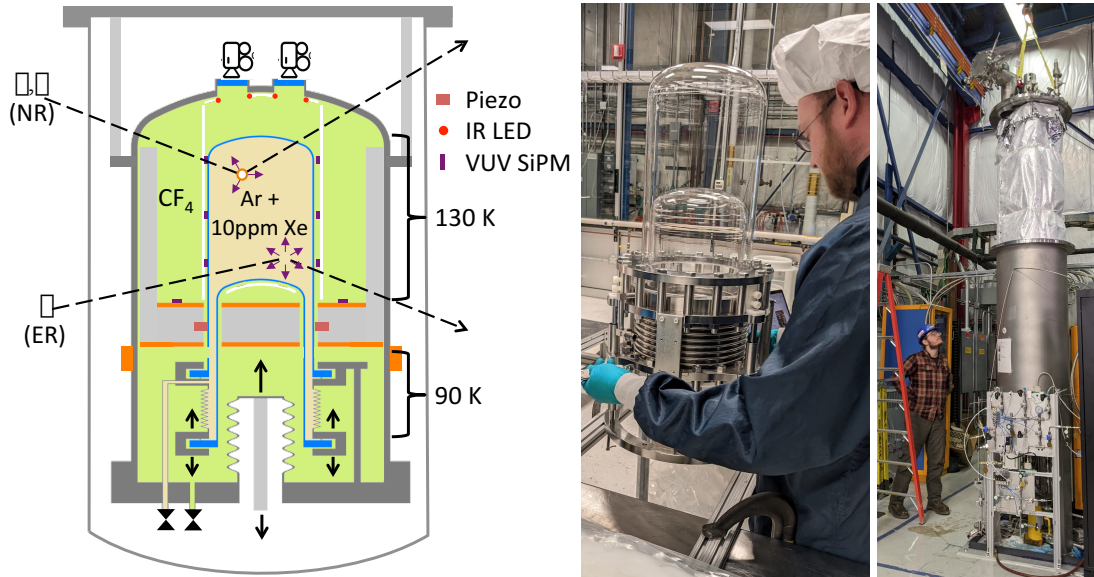 ▯,▯
(NR)
Piezo
IR LED
VUV SiPM
CF₄
Ar +
10ppm Xe
130 K
▯
(ER)
90 K